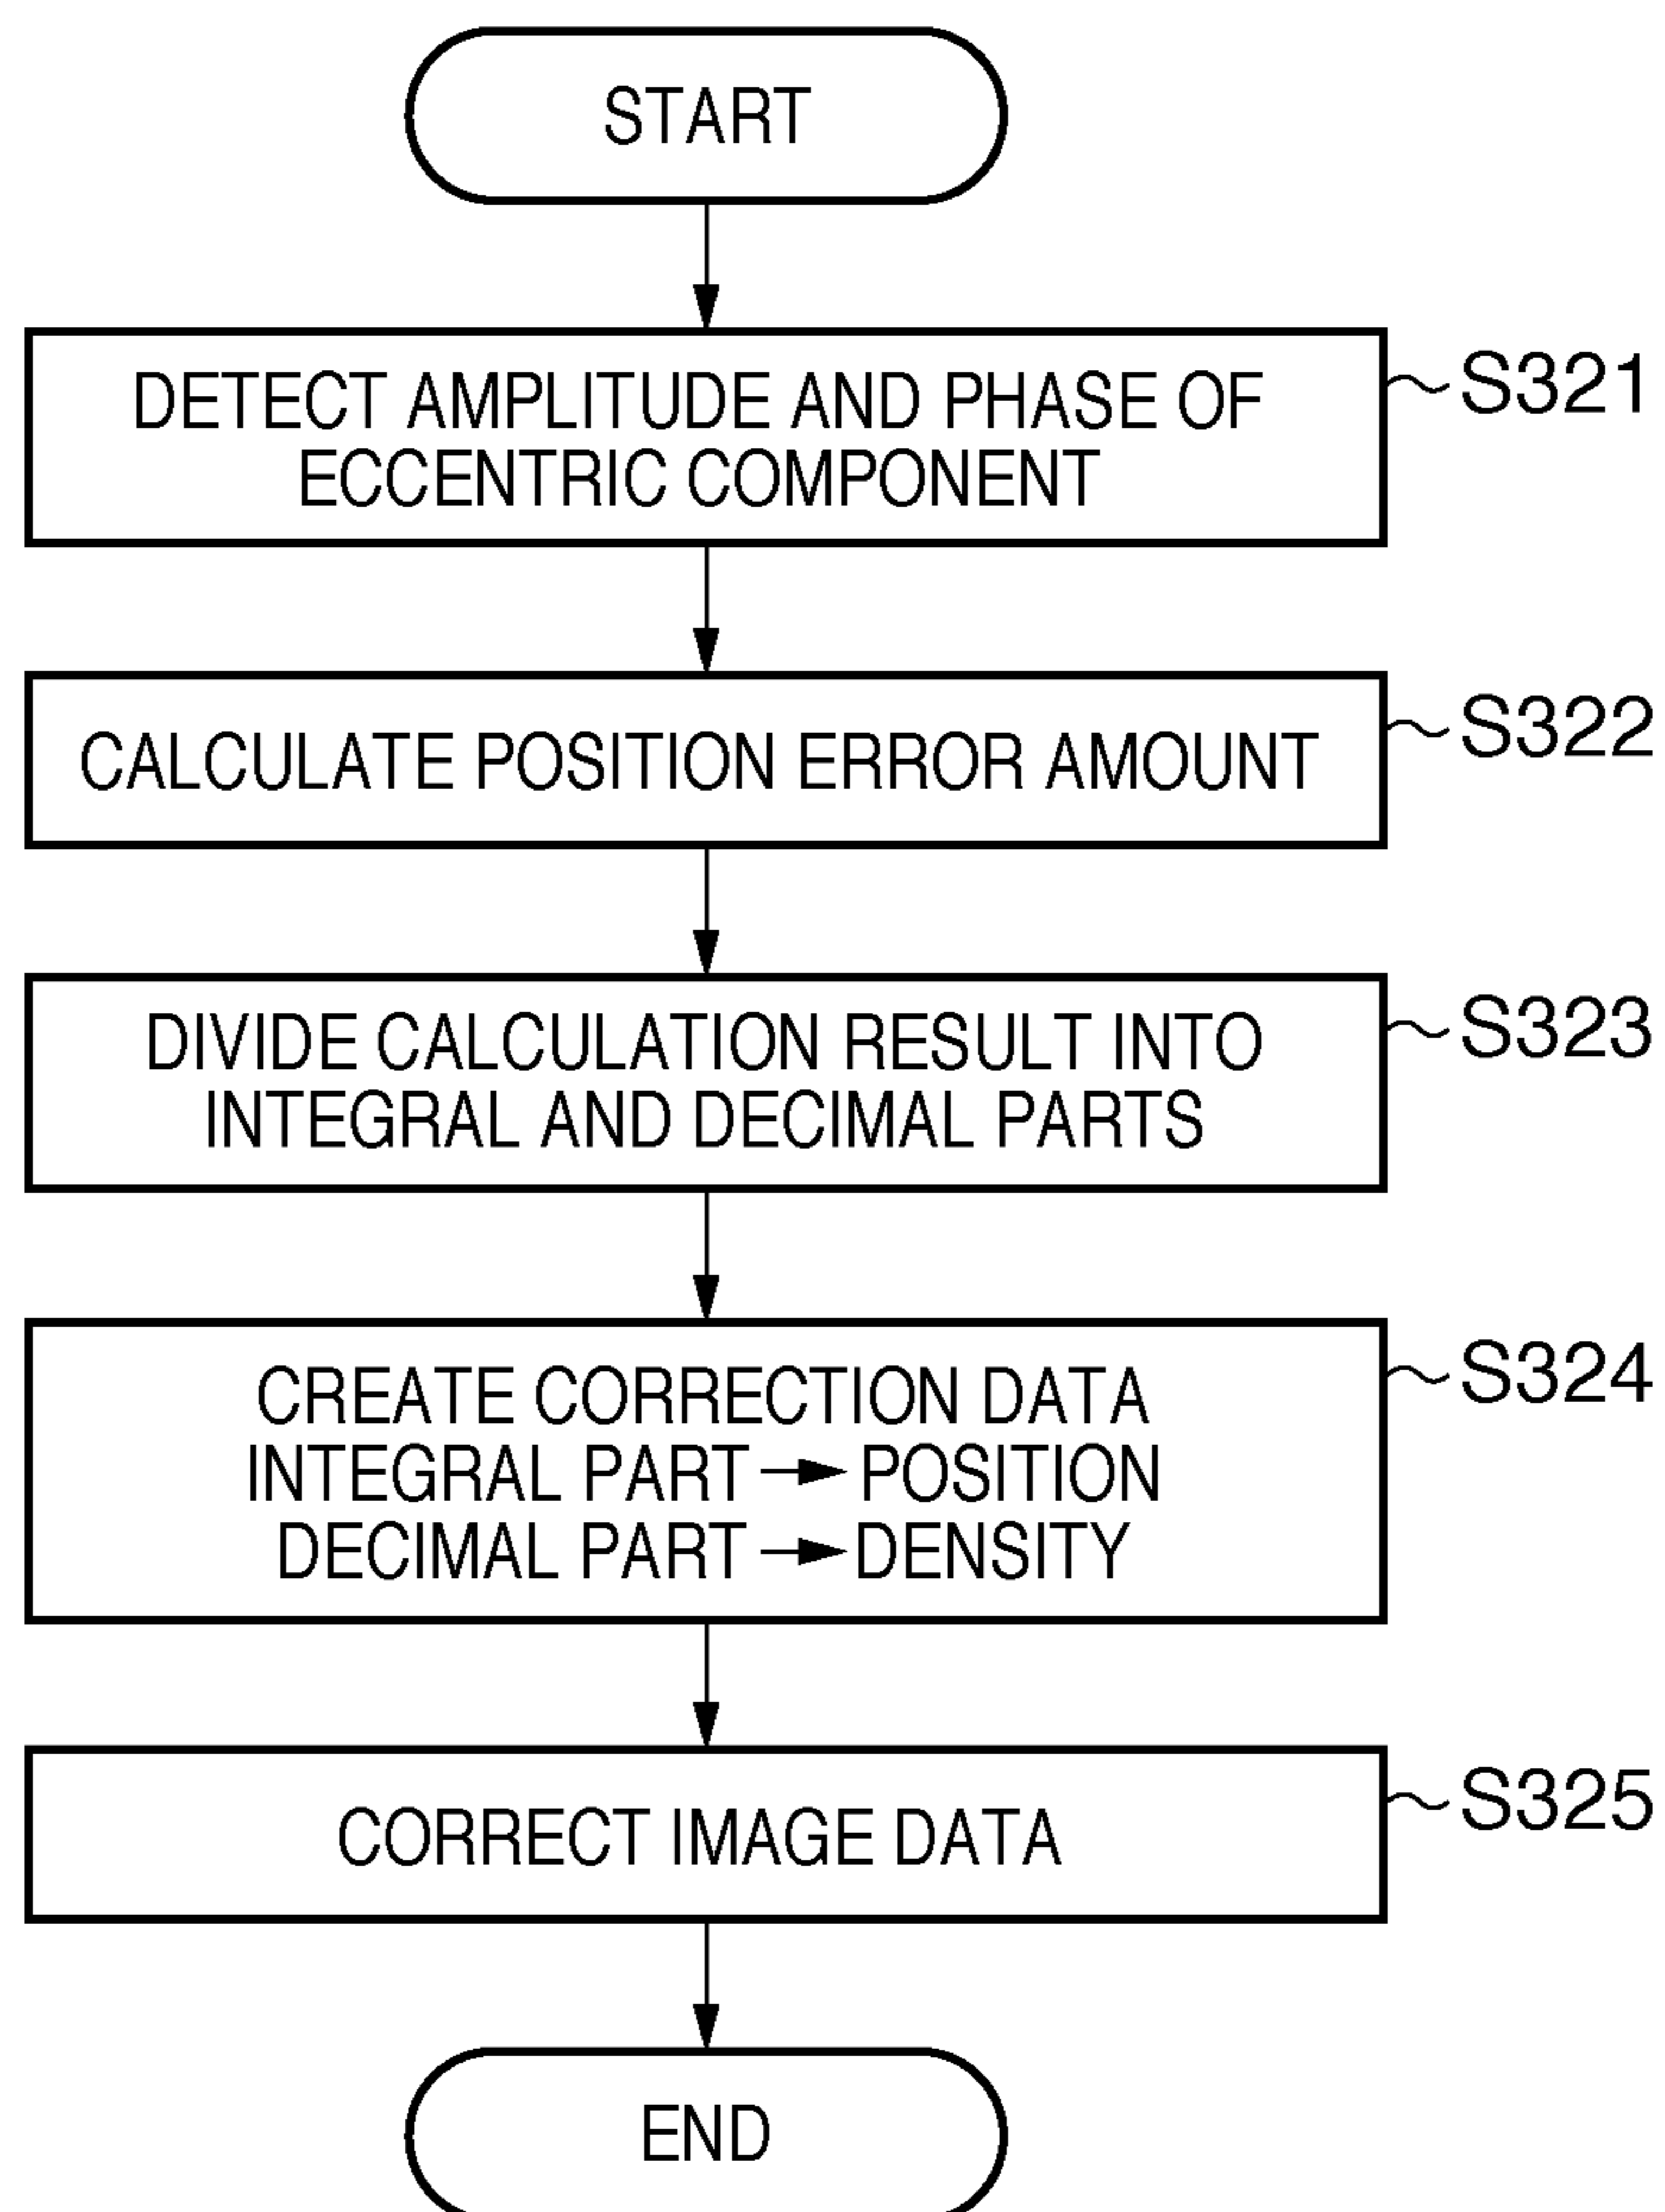 START
DETECT AMPLITUDE AND PHASE OF
ECCENTRIC COMPONENT
S321
CALCULATE POSITION ERROR AMOUNT
S322
DIVIDE CALCULATION RESULT INTO
INTEGRAL AND DECIMAL PARTS
S323
CREATE CORRECTION DATA
INTEGRAL PART → POSITION
DECIMAL PART → DENSITY
S324
CORRECT IMAGE DATA
S325
END